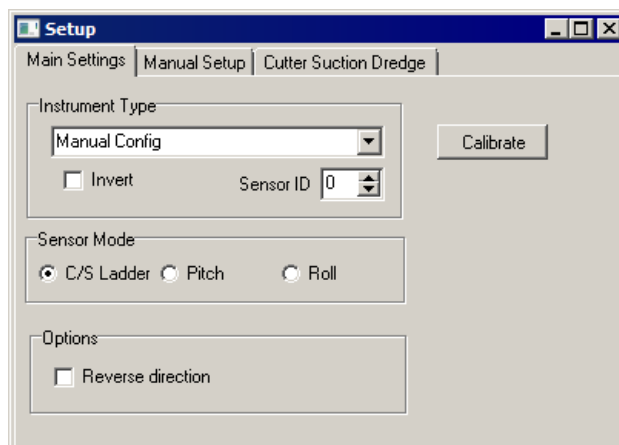 Setup
Main Settings Manual Setup Cutter Suction Dredge
Instrument Type
Manual Config
Calibrate
Invert Sensor ID 0
Sensor Mode
C/S Ladder Pitch Roll
Options
Reverse direction